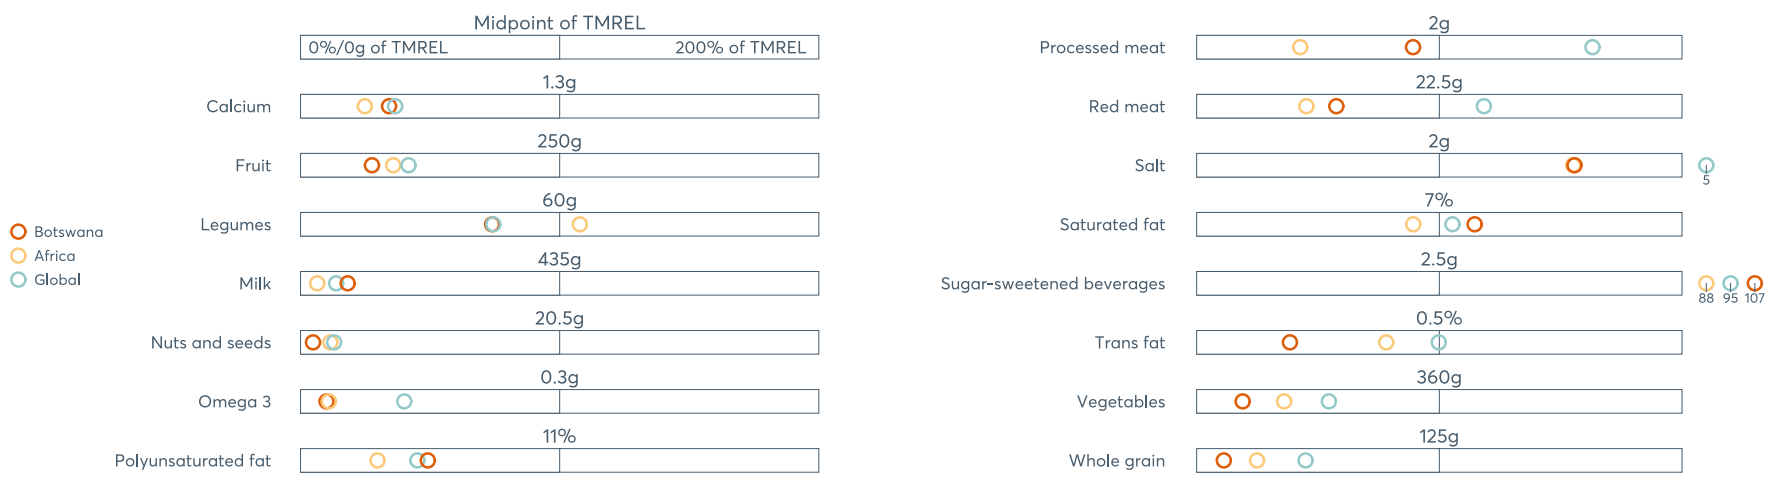 Midpoint of TMREL
0%/0g of TMREL 200% of TMREL
1.3g
Calcium
250g
Fruit
60g
Legumes
435g
Milk
20.5g
Nuts and seeds
0.3g
Omega 3
11%
Polyunsaturated fat
Botswana
Africa
Global
2g
Processed meat
22.5g
Red meat
2g
Salt
5
7%
Saturated fat
2.5g
Sugar-sweetened beverages
88 95 107
0.5%
Trans fat
360g
Vegetables
125g
Whole grain